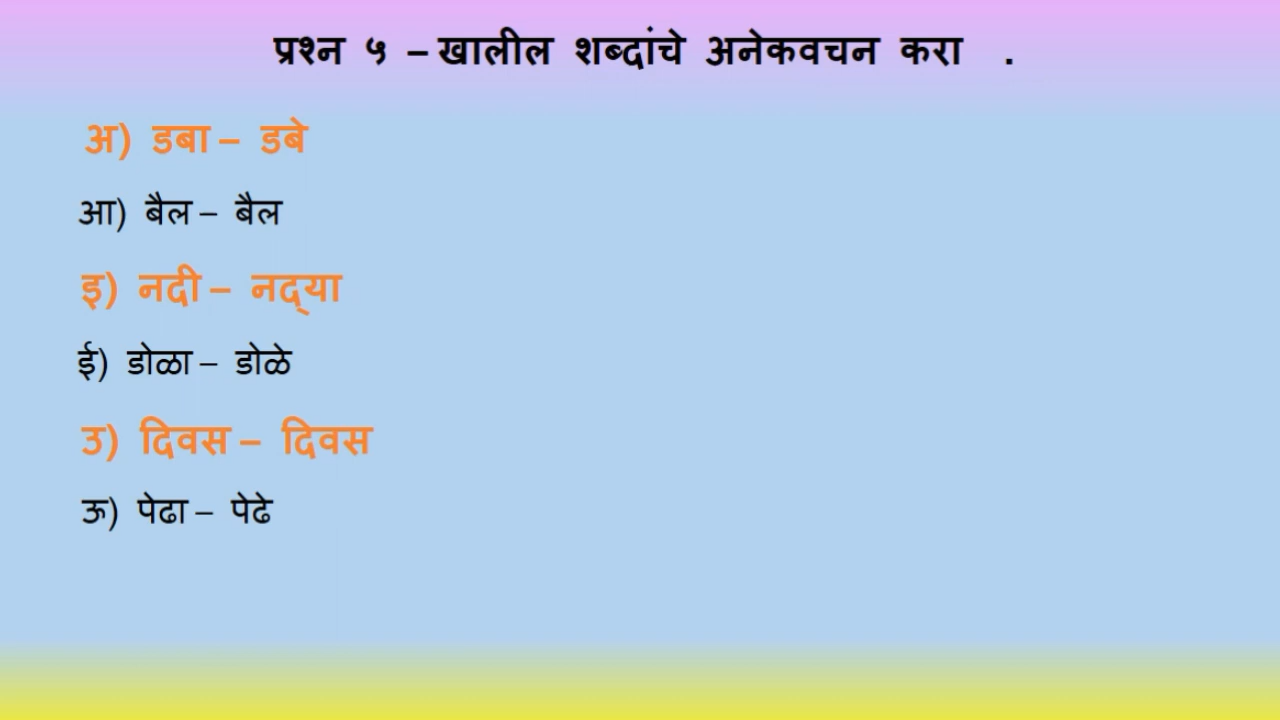 प्रश्न ५ – खालील शब्दांचे अनेकवचन करा .
अ) डबा – डबे
आ) बैल – बैल
इ) नदी – नद्‌या
ई) डोळा – डोळे
उ) दिवस – दिवस
ऊ) पेढा – पेढे